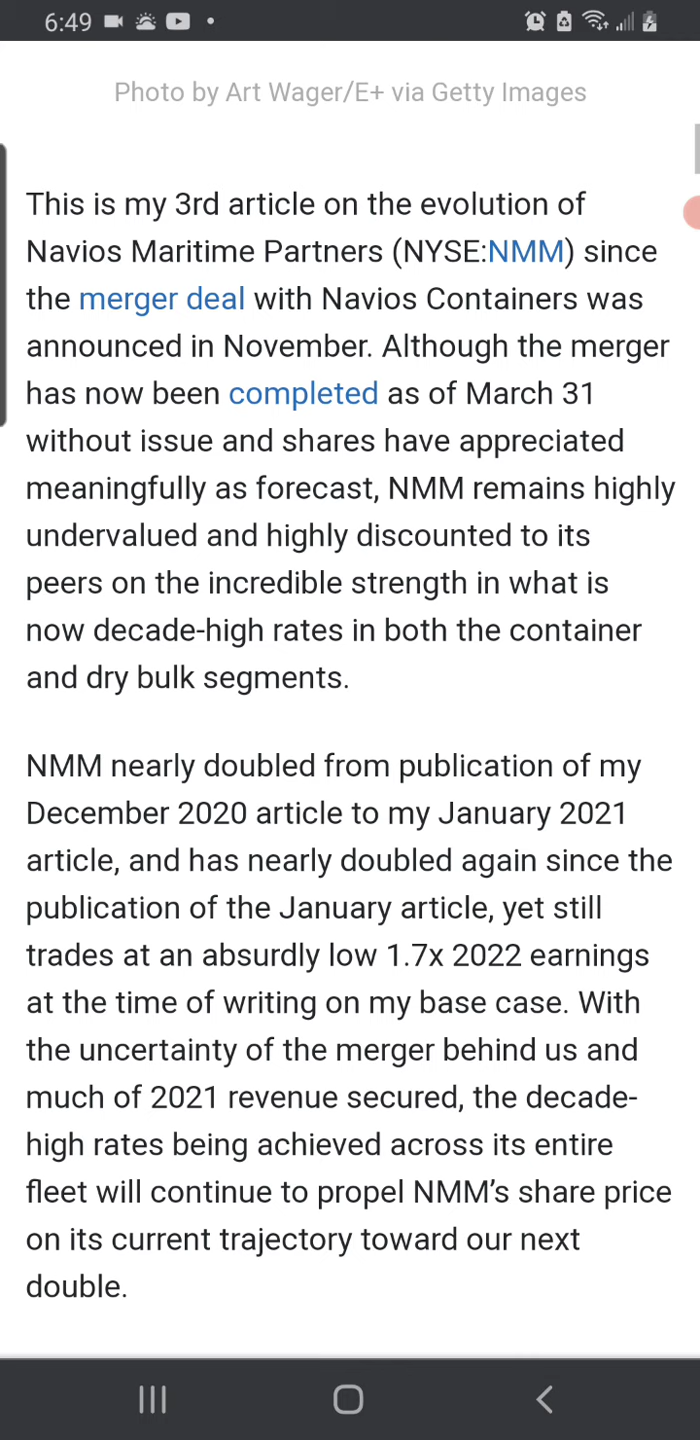 6:49
Photo by Art Wager/E+ via Getty Images
This is my 3rd article on the evolution of
Navios Maritime Partners (NYSE:NMM) since
the merger deal with Navios Containers was
announced in November. Although the merger
has now been completed as of March 31
without issue and shares have appreciated
meaningfully as forecast, NMM remains highly
undervalued and highly discounted to its
peers on the incredible strength in what is
now decade-high rates in both the container
and dry bulk segments.
NMM nearly doubled from publication of my
December 2020 article to my January 2021
article, and has nearly doubled again since the
publication of the January article, yet still
trades at an absurdly low 1.7x 2022 earnings
at the time of writing on my base case. With
the uncertainty of the merger behind us and
much of 2021 revenue secured, the decade-
high rates being achieved across its entire
fleet will continue to propel NMM’s share price
on its current trajectory toward our next
double.